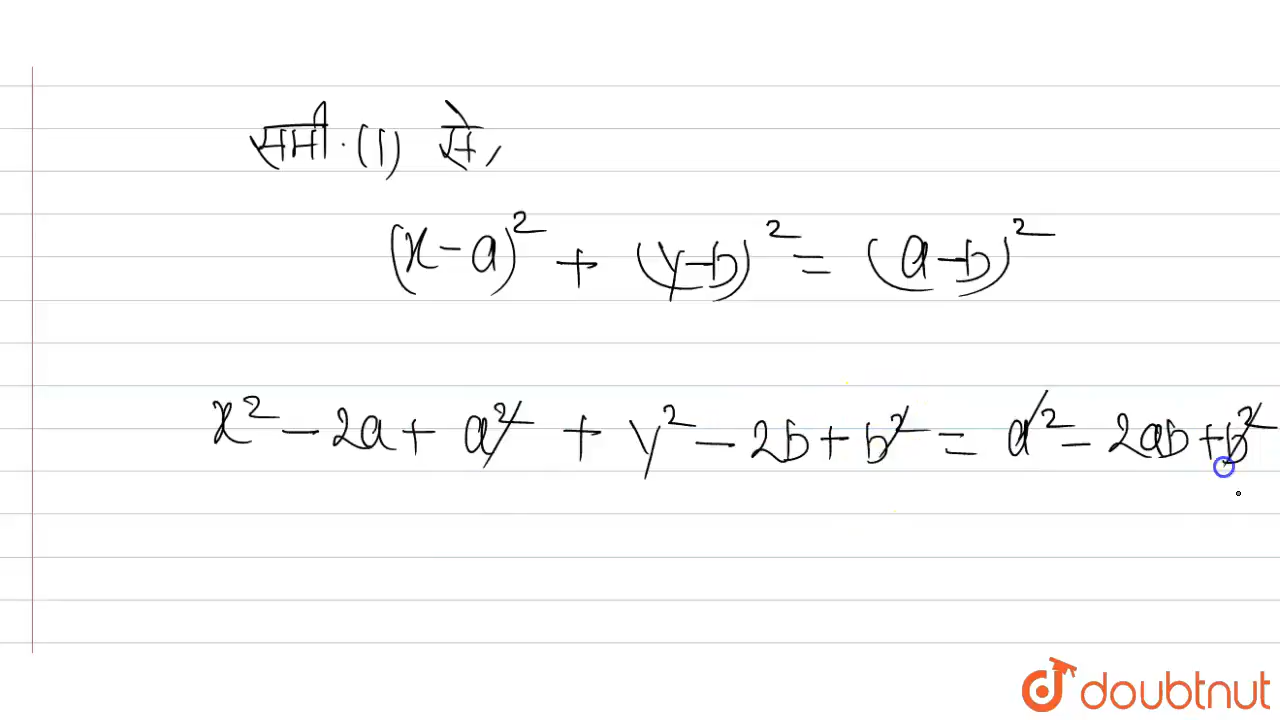 समी. (1) से,
(x-a)² + (y-b)² = (a-b)²
x² - 2a + a² + y² - 2b + b² = a² - 2ab + b²
doubtnut